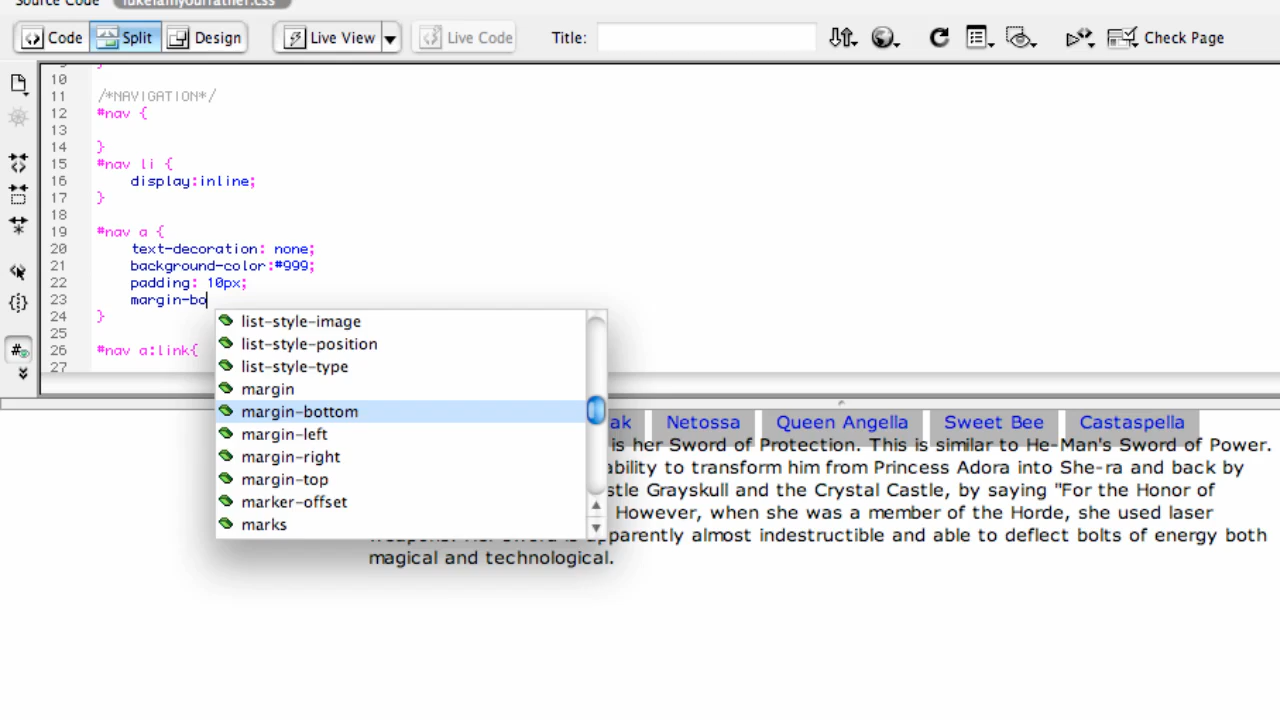 Source Code lukeiamyourfather.css
Code Split Design Live View Live Code Title: Check Page
10
11 /*NAVIGATION*/
12 #nav {
13
14 }
15 #nav li {
16 display:inline;
17 }
18
19 #nav a {
20 text-decoration: none;
21 background-color:#999;
22 padding: 10px;
23 margin-bo
24 }
25
26 #nav a:link{
27
list-style-image
list-style-position
list-style-type
margin
margin-bottom
margin-left
margin-right
margin-top
marker-offset
marks
ak Netossa Queen Angella Sweet Bee Castaspella
is her Sword of Protection. This is similar to He-Man's Sword of Power.
ability to transform him from Princess Adora into She-ra and back by
stle Grayskull and the Crystal Castle, by saying "For the Honor of
However, when she was a member of the Horde, she used laser
weapons. Her sword is apparently almost indestructible and able to deflect bolts of energy both
magical and technological.